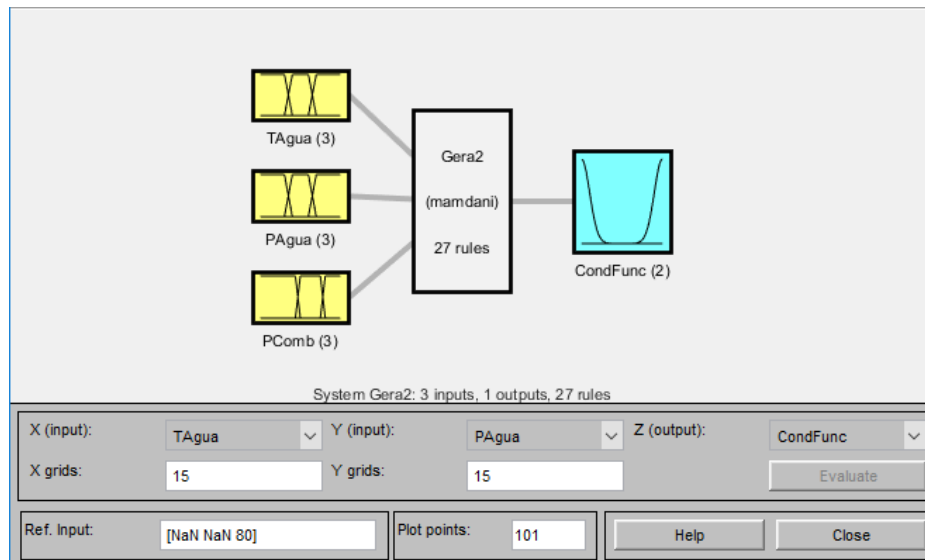 TAgua (3)
Gera2
(mamdani)
27 rules
PAgua (3)
CondFunc (2)
PComb (3)
System Gera2: 3 inputs, 1 outputs, 27 rules
X (input): TAgua Y (input): PAgua Z (output): CondFunc
X grids: 15 Y grids: 15 Evaluate
Ref. Input: [NaN NaN 80] Plot points: 101 Help Close